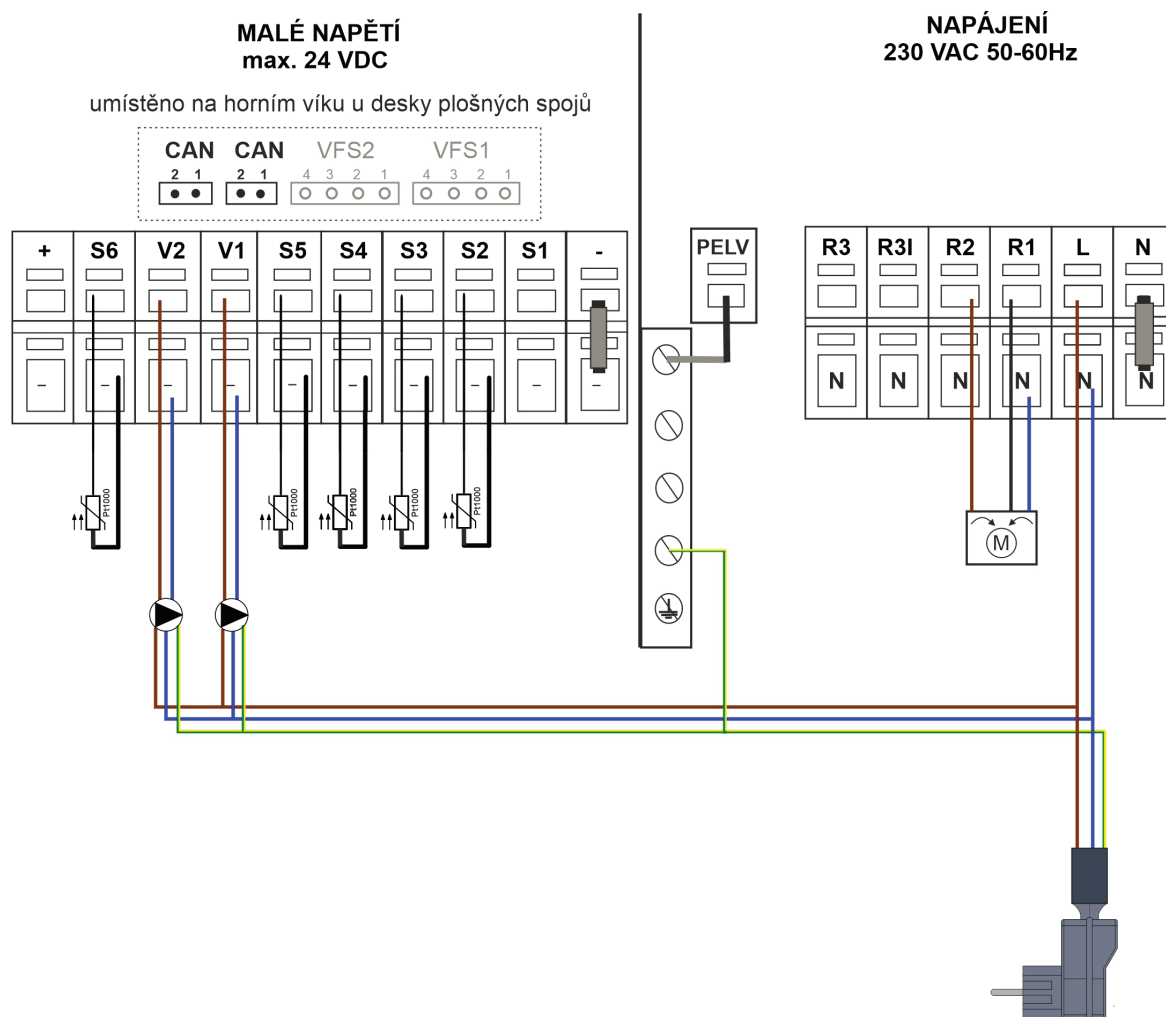 MALÉ NAPĚTÍ
max. 24 VDC
NAPÁJENÍ
230 VAC 50-60Hz
umístěno na horním víku u desky plošných spojů
CAN CAN VFS2 VFS1
2 1 2 1 4 3 2 1 4 3 2 1
+ S6 V2 V1 S5 S4 S3 S2 S1 -
PELV
R3 R3I R2 R1 L N
- - - - - - - - - -
N N N N N N
Pt1000 Pt1000 Pt1000 Pt1000 Pt1000
M